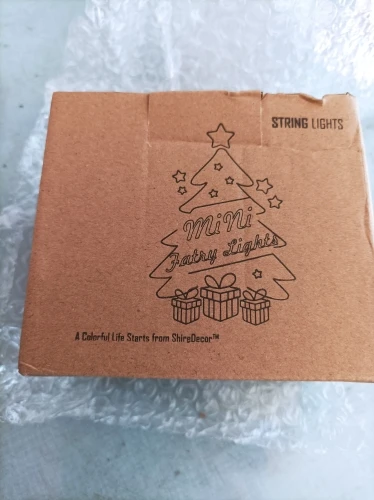 STRING LIGHTS
MiNi
Fairy Lights
A Colorful Life Starts from ShireDecor™